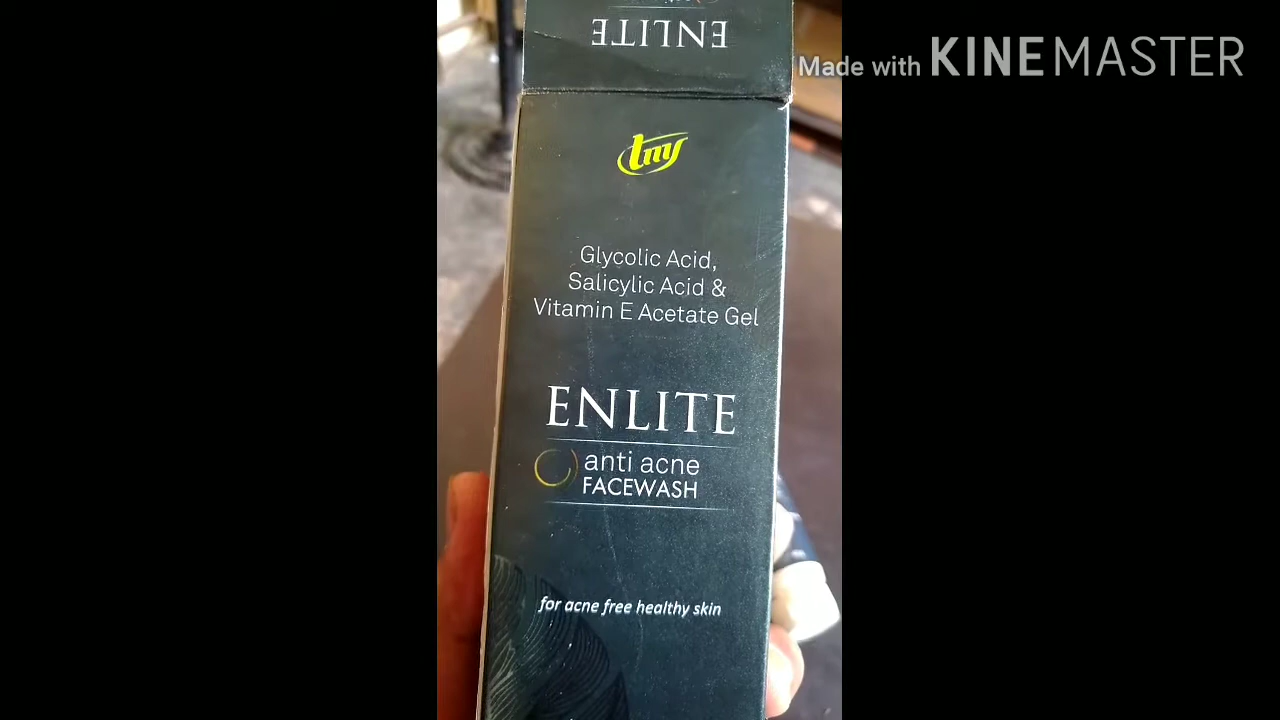 ENLITE
Made with KINEMASTER
tmy
Glycolic Acid,
Salicylic Acid &
Vitamin E Acetate Gel
ENLITE
anti acne
FACEWASH
for acne free healthy skin